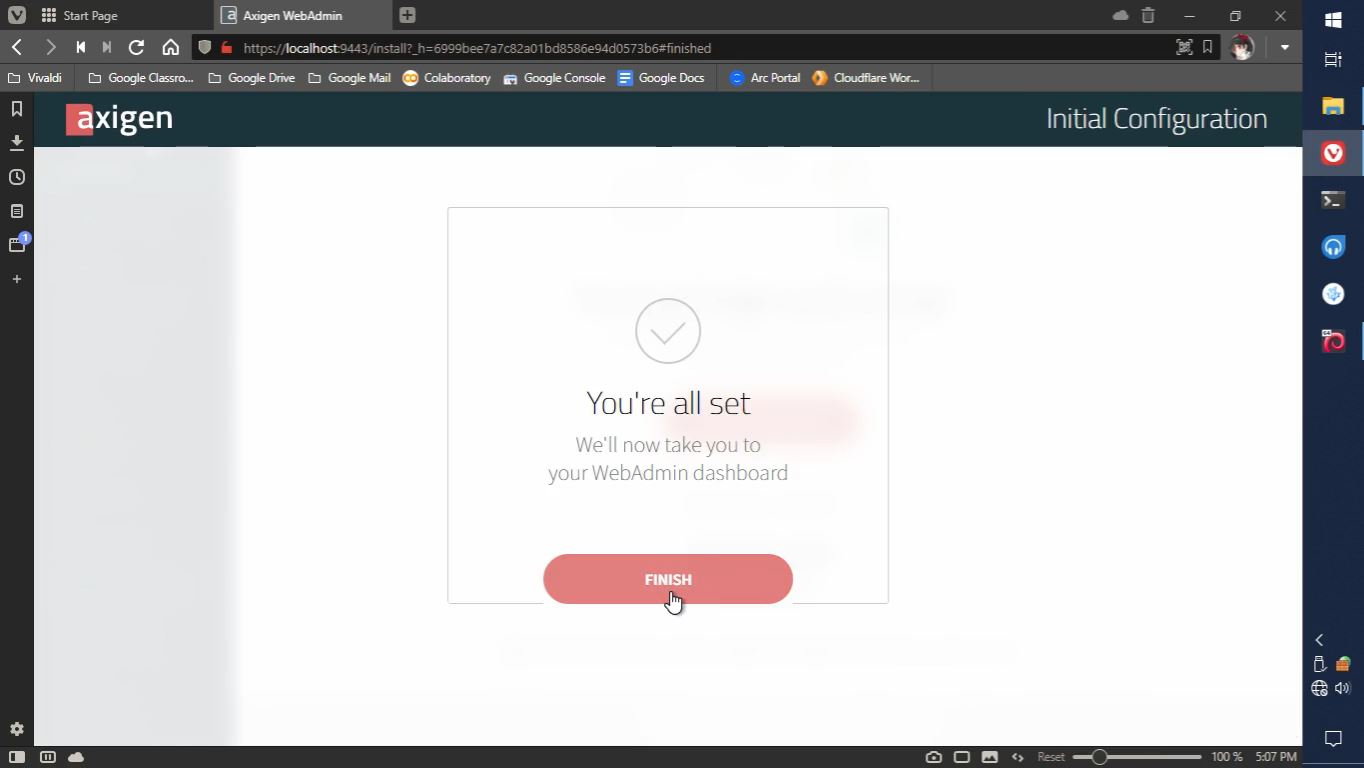 Start Page
a Axigen WebAdmin
https://localhost:9443/install?_h=6999bee7a7c82a01bd8586e94d0573b6#finished
Vivaldi
Google Classro...
Google Drive
Google Mail
Colaboratory
Google Console
Google Docs
Arc Portal
Cloudflare Wor...
axigen
Initial Configuration
1
You're all set
We'll now take you to
your WebAdmin dashboard
FINISH
Reset
100 %
5:07 PM